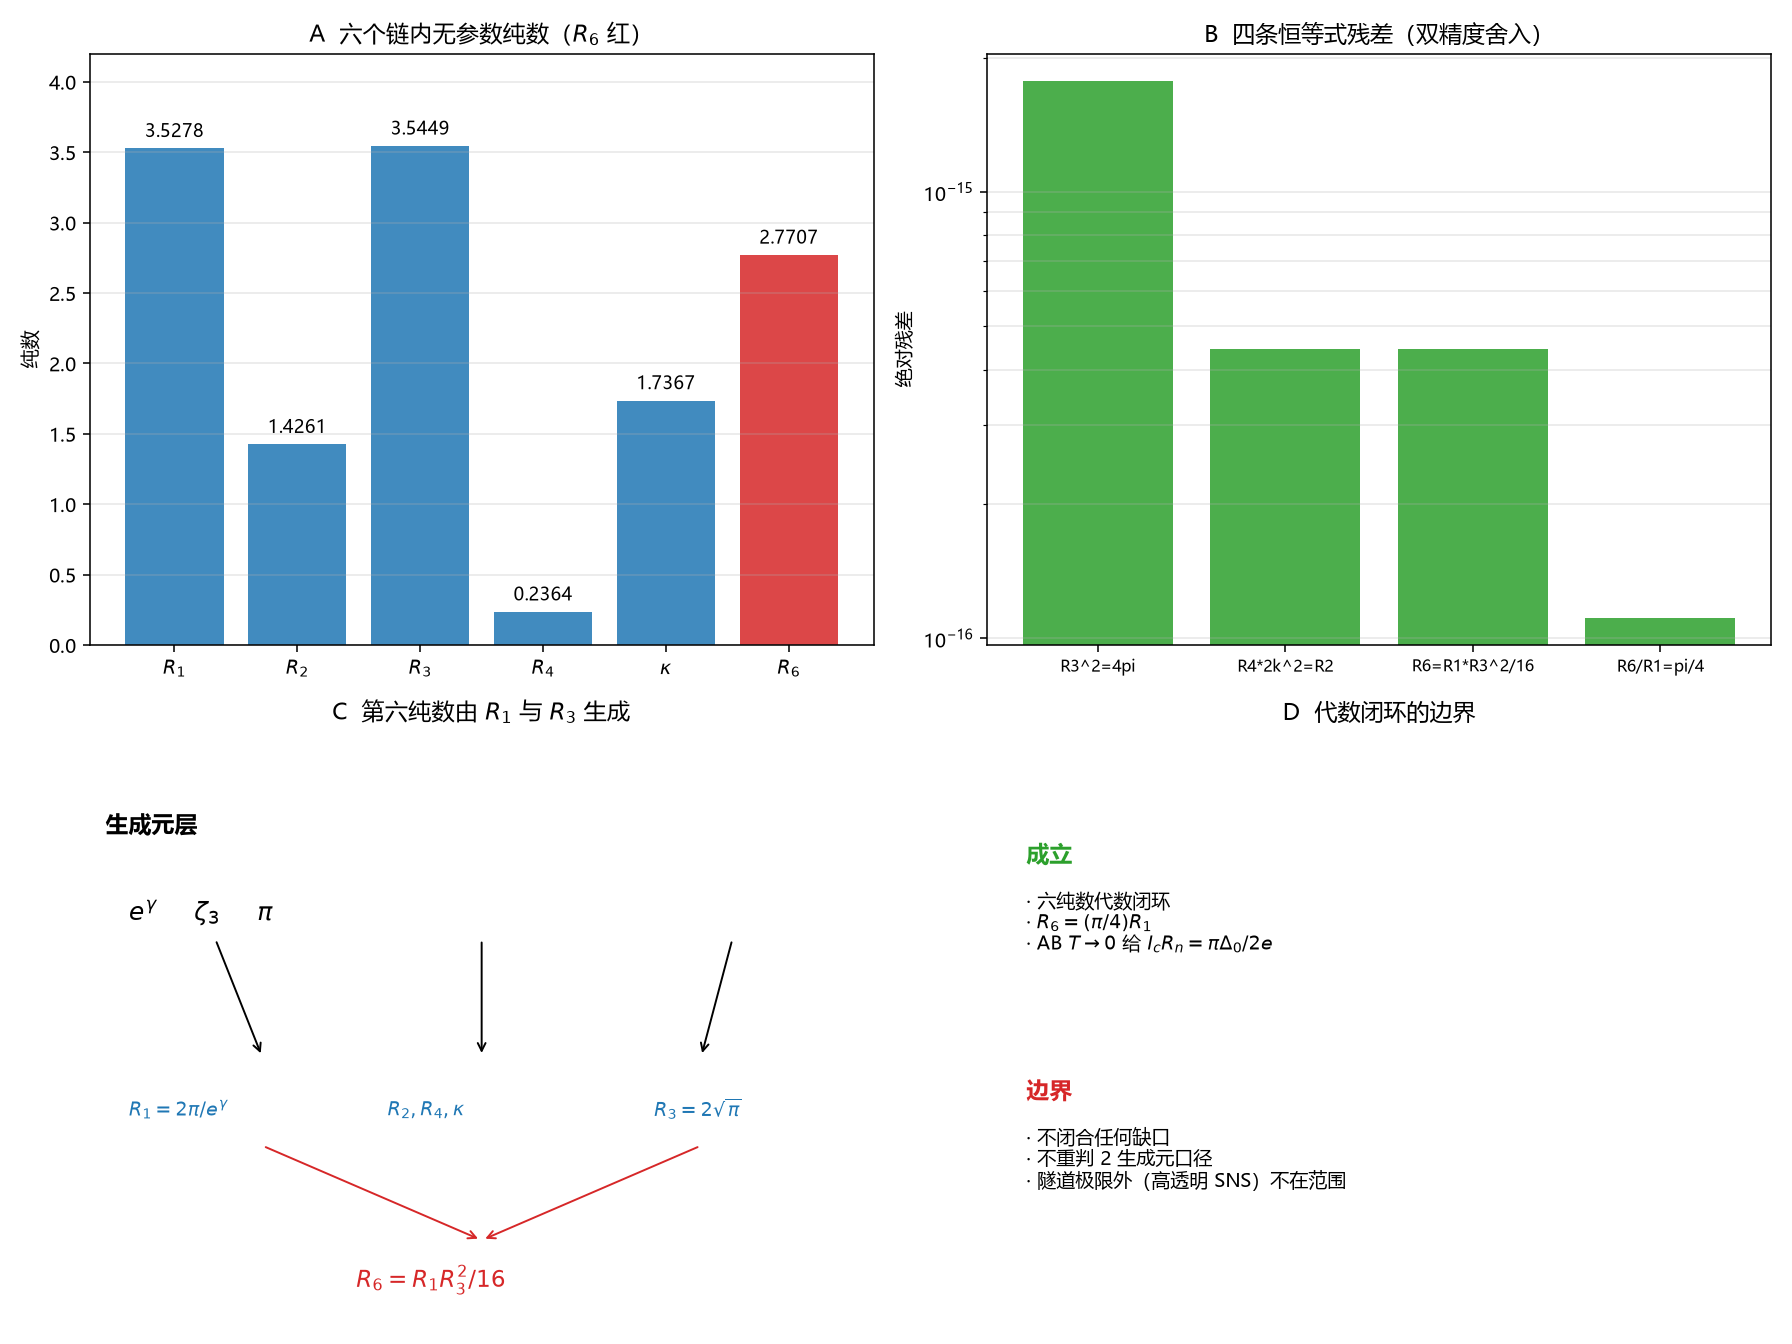 A 六个链内无参数纯数（R₆ 红）
纯数
4.0
3.5
3.0
2.5
2.0
1.5
1.0
0.5
0.0
3.5278
1.4261
3.5449
0.2364
1.7367
2.7707
R₁ R₂ R₃ R₄ κ R₆
B 四条恒等式残差（双精度舍入）
绝对残差
10⁻¹⁵
10⁻¹⁶
R3^2=4pi R4*2k^2=R2 R6=R1*R3^2/16 R6/R1=pi/4
C 第六纯数由 R₁ 与 R₃ 生成
生成元层
e^γ ζ₃ π
R₁ = 2π/e^γ R₂, R₄, κ R₃ = 2√π
R₆ = R₁R₃²/16
D 代数闭环的边界
成立
· 六纯数代数闭环
· R₆ = (π/4)R₁
· AB T → 0 给 I_cR_n = πΔ₀/2e
边界
· 不闭合任何缺口
· 不重判 2 生成元口径
· 隧道极限外（高透明 SNS）不在范围